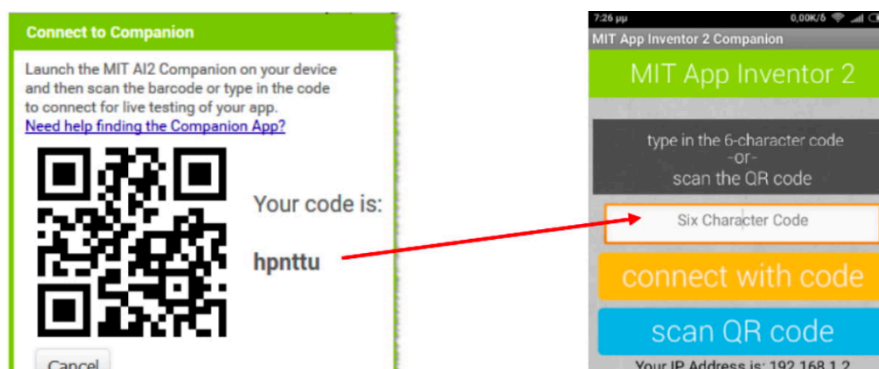 Connect to Companion
Launch the MIT AI2 Companion on your device
and then scan the barcode or type in the code
to connect for live testing of your app.
Need help finding the Companion App?
Your code is:
hpnttu
Cancel
7:26 μμ 0,00K/δ
MIT App Inventor 2 Companion
MIT App Inventor 2
type in the 6-character code
-or-
scan the QR code
Six Character Code
connect with code
scan QR code
Your IP Address is: 192.168.1.2